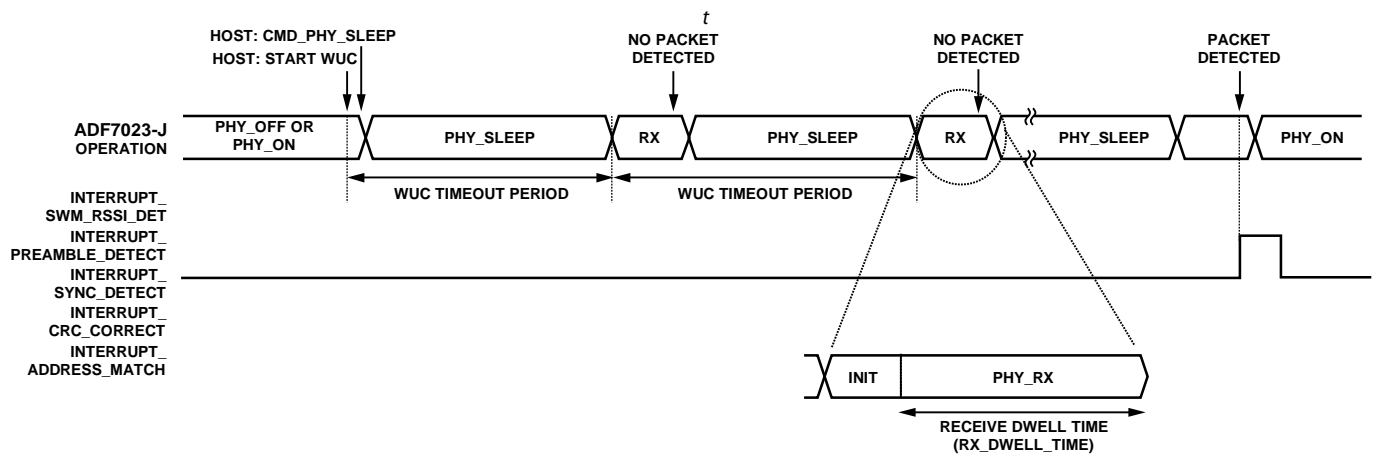 t
HOST: CMD_PHY_SLEEP
HOST: START WUC
NO PACKET
DETECTED
NO PACKET
DETECTED
PACKET
DETECTED
ADF7023-J
OPERATION
PHY_OFF OR
PHY_ON
PHY_SLEEP
RX
PHY_SLEEP
RX
PHY_SLEEP
PHY_ON
WUC TIMEOUT PERIOD
WUC TIMEOUT PERIOD
INTERRUPT_
SWM_RSSI_DET
INTERRUPT_
PREAMBLE_DETECT
INTERRUPT_
SYNC_DETECT
INTERRUPT_
CRC_CORRECT
INTERRUPT_
ADDRESS_MATCH
INIT
PHY_RX
RECEIVE DWELL TIME
(RX_DWELL_TIME)